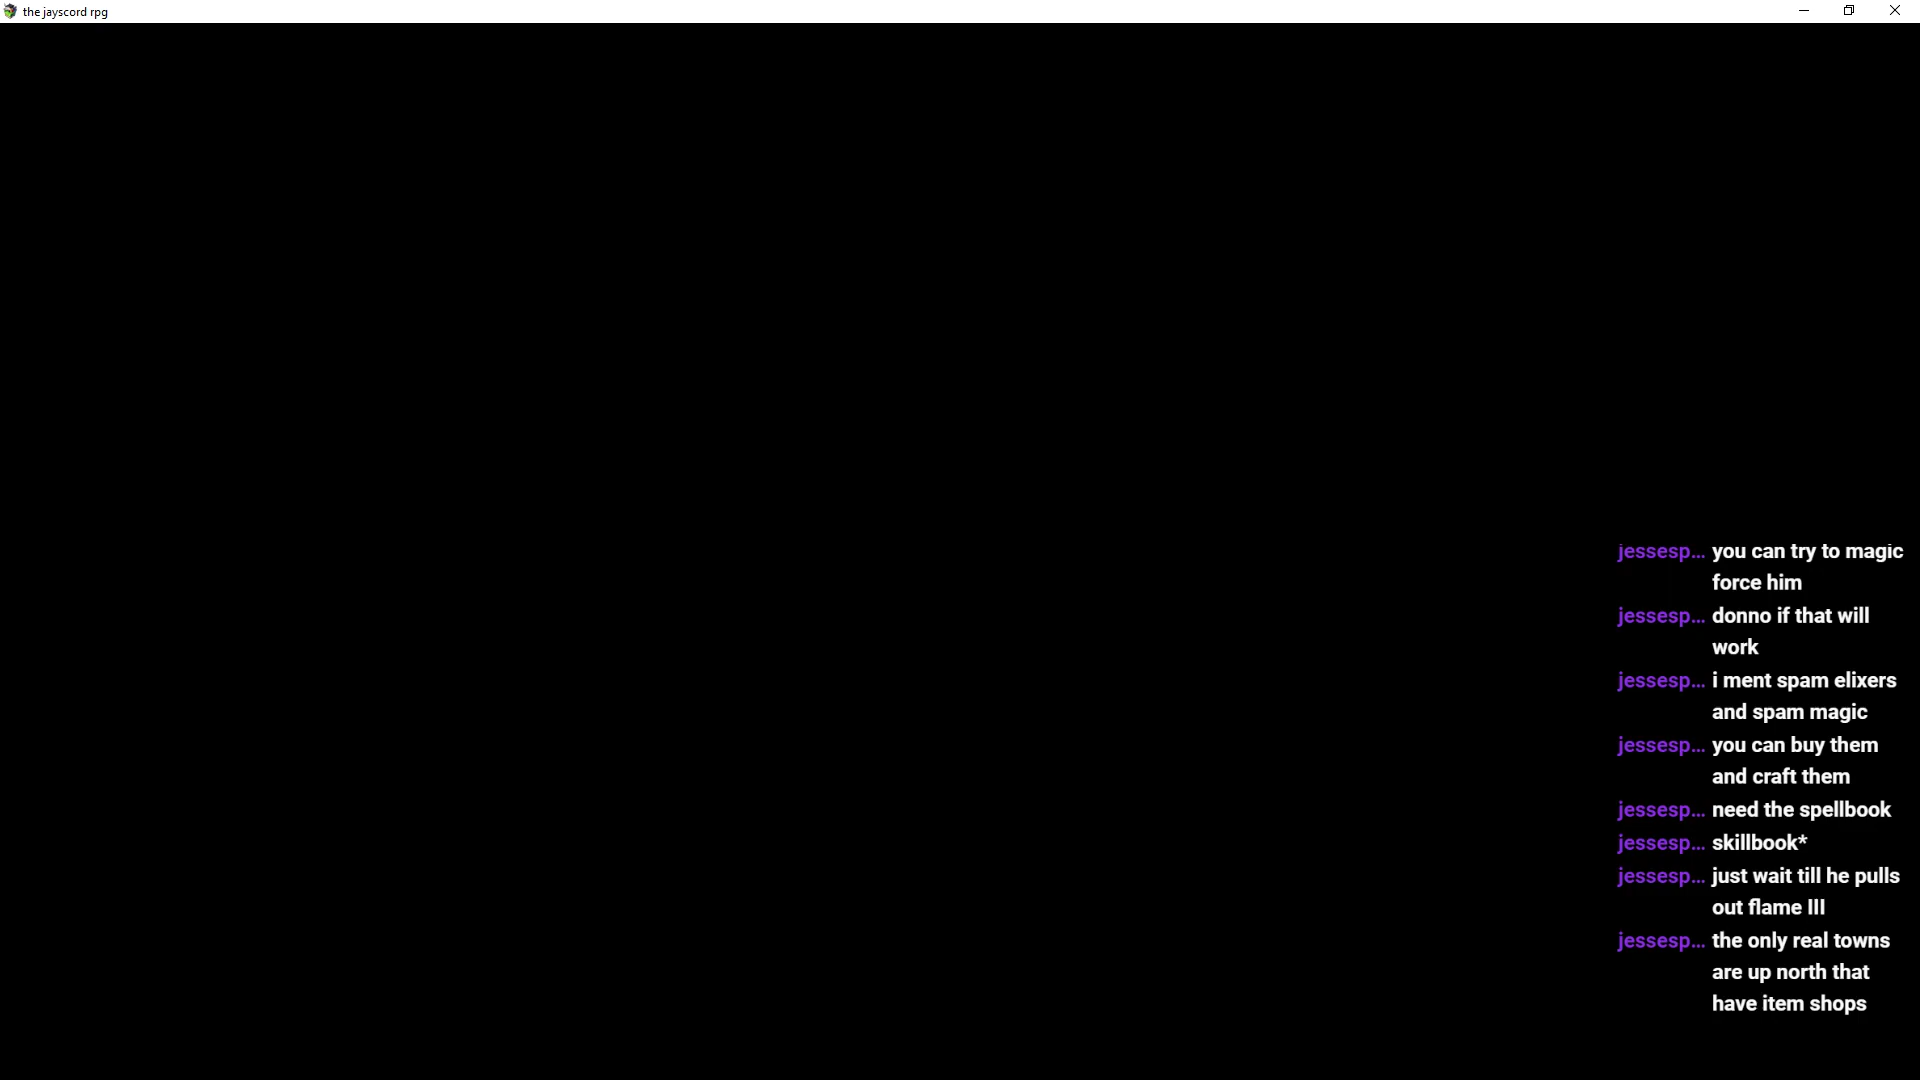 the jayscord rpg
jessesp... you can try to magic
force him
jessesp... donno if that will
work
jessesp... i ment spam elixers
and spam magic
jessesp... you can buy them
and craft them
jessesp... need the spellbook
jessesp... skillbook*
jessesp... just wait till he pulls
out flame III
jessesp... the only real towns
are up north that
have item shops